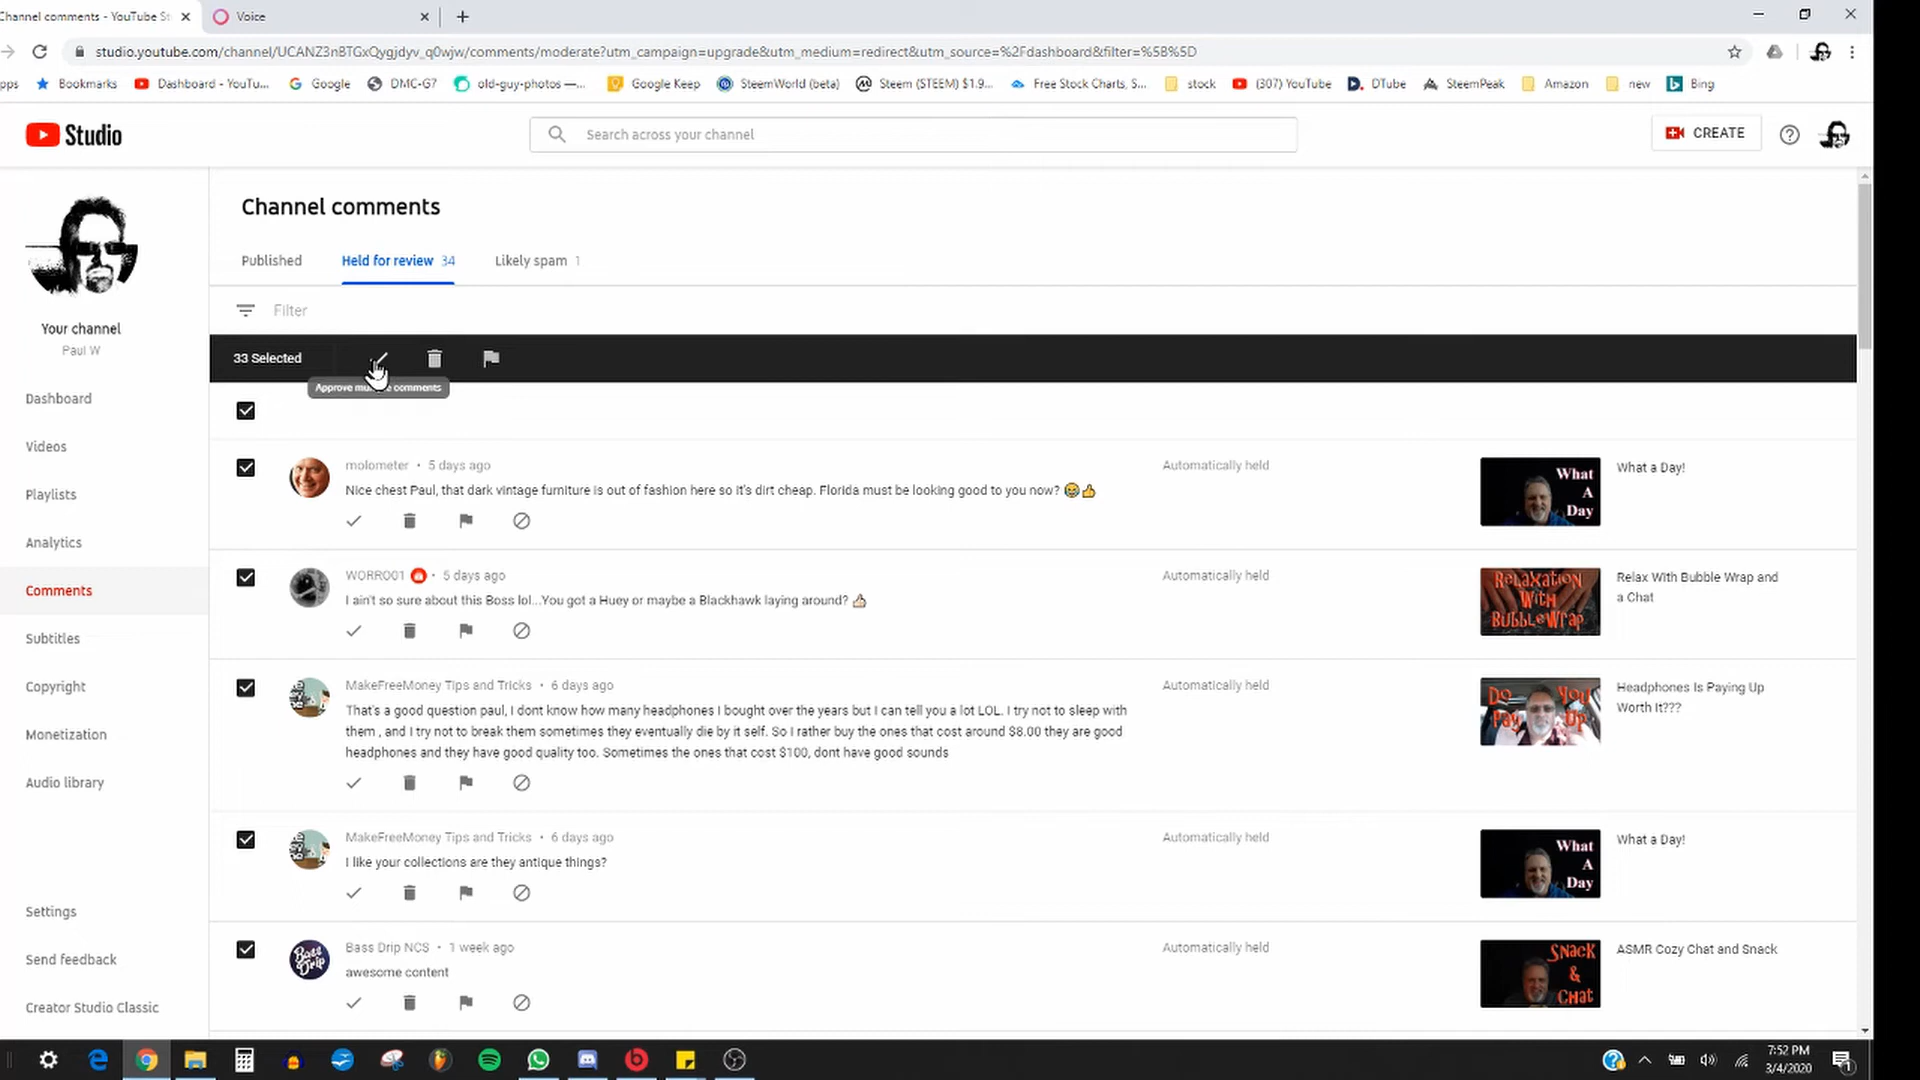 Channel comments - YouTube St
Voice
studio.youtube.com/channel/UCANZ3nBTGxQygjdyv_q0wjw/comments/moderate?utm_campaign=upgrade&utm_medium=redirect&utm_source=%2Fdashboard&filter=%5B%5D
pps Bookmarks Dashboard - YouTu... Google DMC-G7 old-guy-photos —... Google Keep SteemWorld (beta) Steem (STEEM) $1.9... Free Stock Charts, S... stock (307) YouTube DTube SteemPeak Amazon new Bing
Studio
Search across your channel
CREATE
Channel comments
Published Held for review 34 Likely spam 1
Filter
33 Selected
Approve comments
Your channel
Paul W
Dashboard
Videos
Playlists
Analytics
Comments
Subtitles
Copyright
Monetization
Audio library
Settings
Send feedback
Creator Studio Classic
molometer • 5 days ago
Nice chest Paul, that dark vintage furniture is out of fashion here so it's dirt cheap. Florida must be looking good to you now? 😂👍
Automatically held
What A Day
What a Day!
WORRO01 • 5 days ago
I ain't so sure about this Boss lol...You got a Huey or maybe a Blackhawk laying around? 👍
Automatically held
Relaxation With BubbleWrap
Relax With Bubble Wrap and
a Chat
MakeFreeMoney Tips and Tricks • 6 days ago
That's a good question paul, I dont know how many headphones I bought over the years but I can tell you a lot LOL. I try not to sleep with
them , and I try not to break them sometimes they eventually die by it self. So I rather buy the ones that cost around $8.00 they are good
headphones and they have good quality too. Sometimes the ones that cost $100, dont have good sounds
Automatically held
Do You Pay Up
Headphones Is Paying Up
Worth It???
MakeFreeMoney Tips and Tricks • 6 days ago
I like your collections are they antique things?
Automatically held
What A Day
What a Day!
Bass Drip NCS • 1 week ago
awesome content
Bass Drip
Automatically held
Snack & Chat
ASMR Cozy Chat and Snack
7:52 PM
3/4/2020